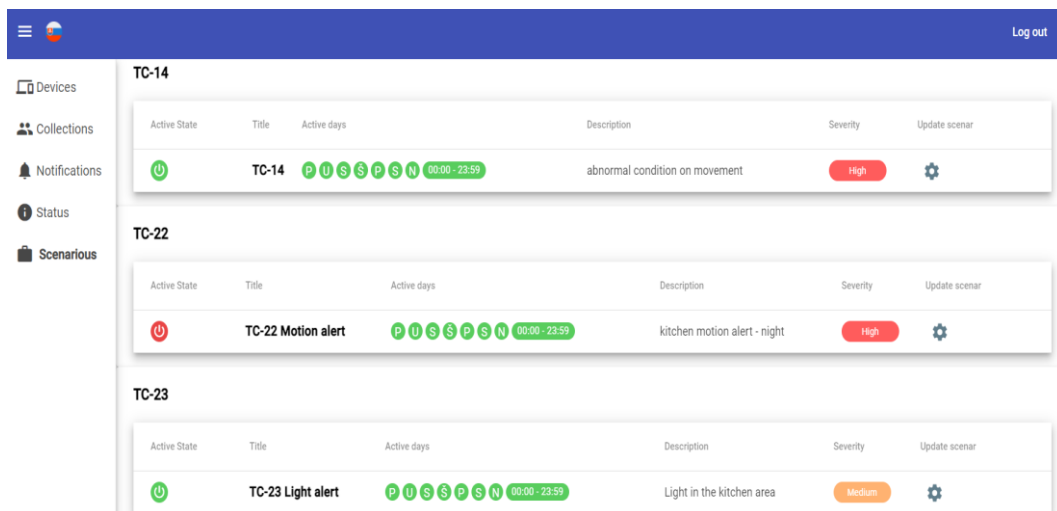 Log out
Devices
Collections
Notifications
Status
Scenarious
TC-14
Active State Title Active days Description Severity Update scenar
TC-14 P U S Š P S N 00:00 - 23:59 abnormal condition on movement High
TC-22
Active State Title Active days Description Severity Update scenar
TC-22 Motion alert P U S Š P S N 00:00 - 23:59 kitchen motion alert - night High
TC-23
Active State Title Active days Description Severity Update scenar
TC-23 Light alert P U S Š P S N 00:00 - 23:59 Light in the kitchen area Medium